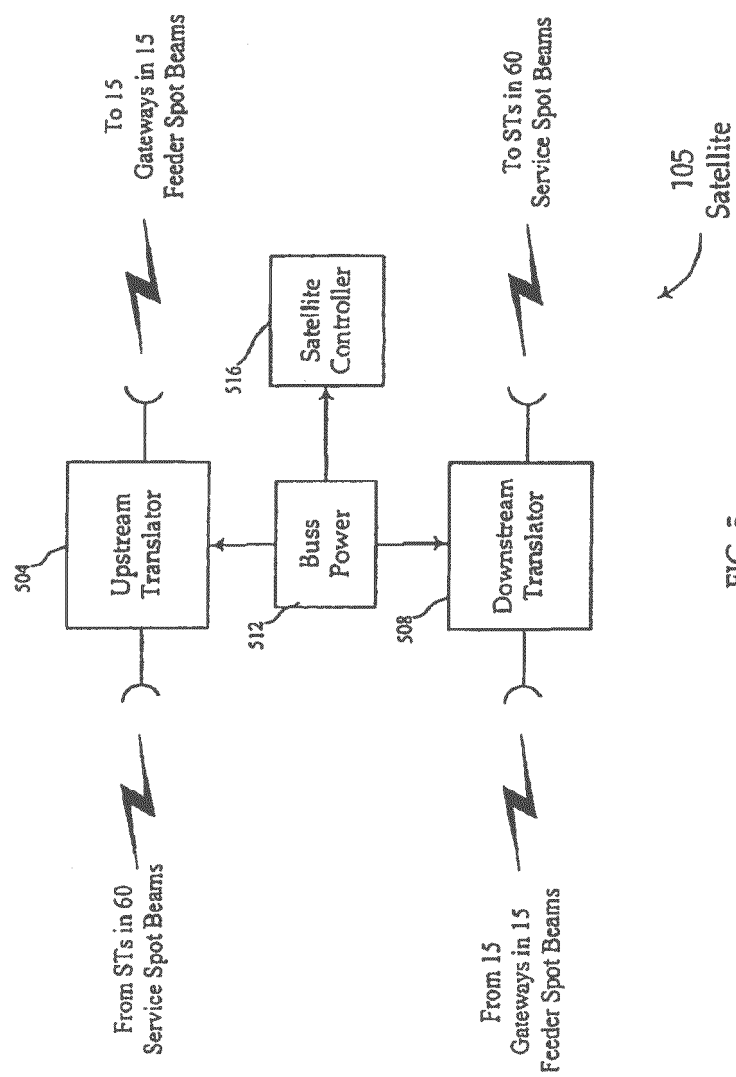 504
From STs in 60
Service Spot Beams
Upstream
Translator
To 15
Gateways in 15
Feeder Spot Beams
512
Buss
Power
516
Satellite
Controller
508
From 15
Gateways in 15
Feeder Spot Beams
Downstream
Translator
To STs in 60
Service Spot Beams
105
Satellite
FIG